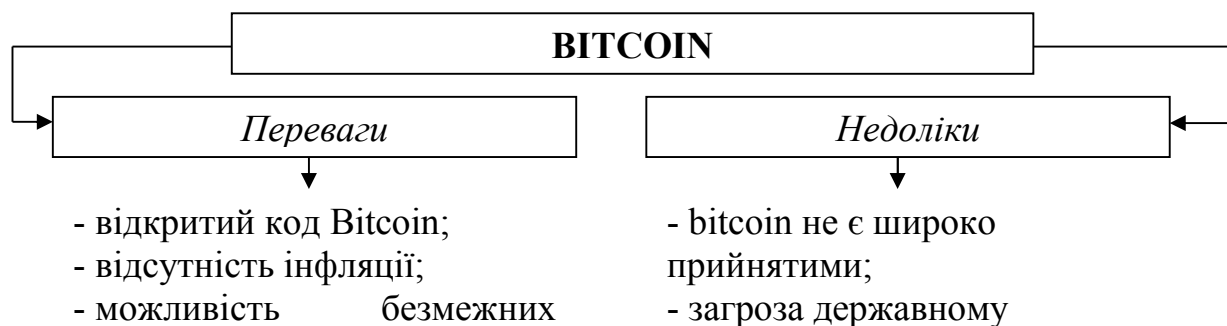 BITCOIN
Переваги
Недоліки
- відкритий код Bitcoin;
- відсутність інфляції;
- можливість безмежних
- bitcoin не є широко
прийнятими;
- загроза державному